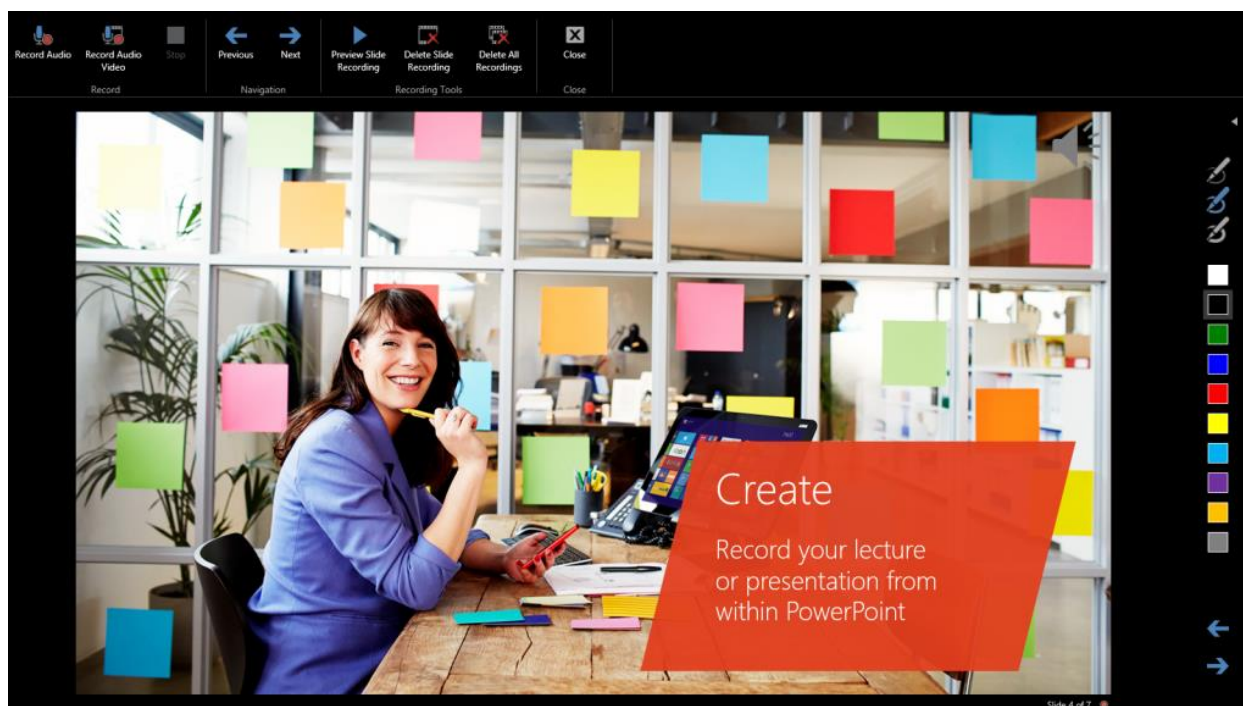 Record Audio
Record Audio
Video
Stop
Previous
Next
Preview Slide
Recording
Delete Slide
Recording
Delete All
Recordings
Close
Record
Navigation
Recording Tools
Close
Create
Record your lecture
or presentation from
within PowerPoint
Slide 4 of 7